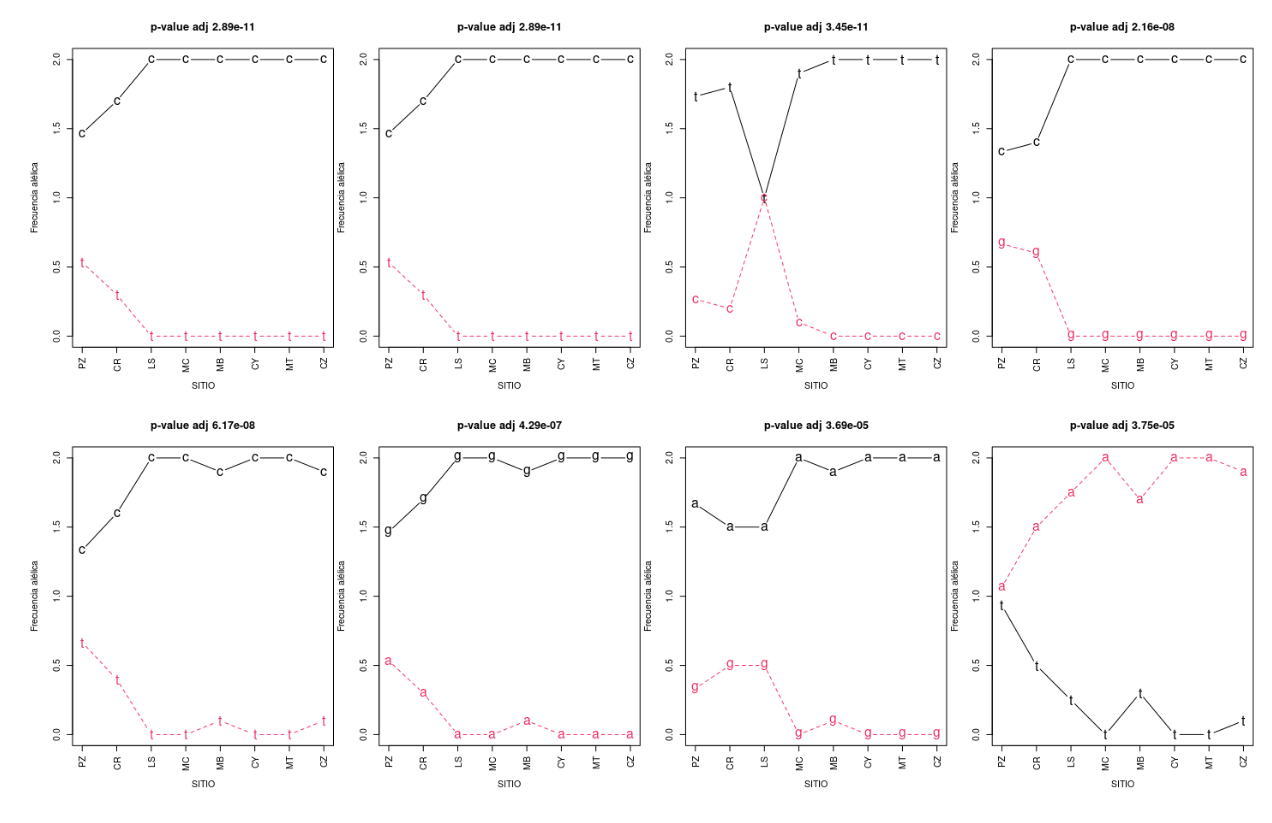 p-value adj 2.89e-11
2.0
c c c c c c
1.5
c
c
Frecuencia alélica
1.0
0.5
t
t
0.0
t t t t t t
PZ CR LS MC MB CY MT CZ
SITIO
p-value adj 2.89e-11
2.0
c c c c c c
1.5
c
c
Frecuencia alélica
1.0
0.5
t
t
0.0
t t t t t t
PZ CR LS MC MB CY MT CZ
SITIO
p-value adj 3.45e-11
2.0
t t t t
t
t
t
1.5
Frecuencia alélica
1.0
t
c
0.5
c
c
c
0.0
c c c c
PZ CR LS MC MB CY MT CZ
SITIO
p-value adj 2.16e-08
2.0
c c c c c c
1.5
c
c
Frecuencia alélica
1.0
g
g
0.5
0.0
g g g g g g
PZ CR LS MC MB CY MT CZ
SITIO
p-value adj 6.17e-08
2.0
c c c c c c
1.5
c
c
Frecuencia alélica
1.0
t
t
0.5
0.0
t t t t t t
PZ CR LS MC MB CY MT CZ
SITIO
p-value adj 4.29e-07
2.0
g g g g g g
1.5
g
g
Frecuencia alélica
1.0
a
a
0.5
0.0
a a a a a a
PZ CR LS MC MB CY MT CZ
SITIO
p-value adj 3.69e-05
2.0
a a a a a
a a a
1.5
Frecuencia alélica
1.0
0.5
g g g
0.0
g g g g g
PZ CR LS MC MB CY MT CZ
SITIO
p-value adj 3.75e-05
2.0
a a a a a a
a
1.5
Frecuencia alélica
a
1.0
t
0.5
t
t
0.0
t t t t t
PZ CR LS MC MB CY MT CZ
SITIO